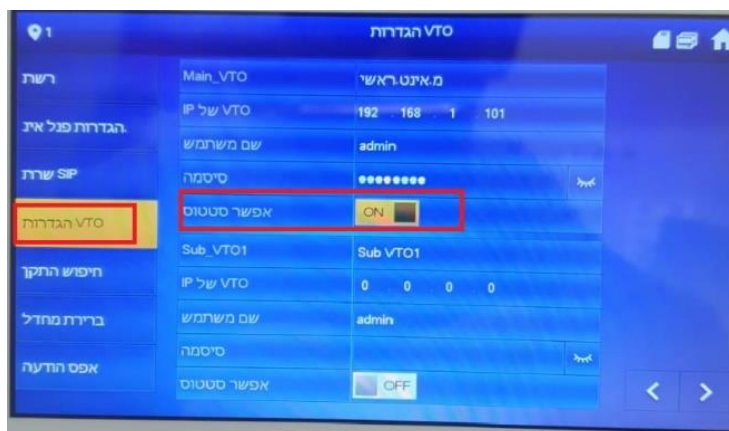 1
VTO הגדרות
רשת
הגדרות פנל אינ.
SIP שרת
VTO הגדרות
חיפוש התקן
ברירת מחדל
אפס הודעה
Main_VTO
מ.אינט.ראשי
IP של VTO
192 . 168 . 1 . 101
שם משתמש
admin
סיסמה
אפשר סטטוס
ON
Sub_VTO1
Sub VTO1
IP של VTO
0 . 0 . 0 . 0
שם משתמש
admin
סיסמה
אפשר סטטוס
OFF